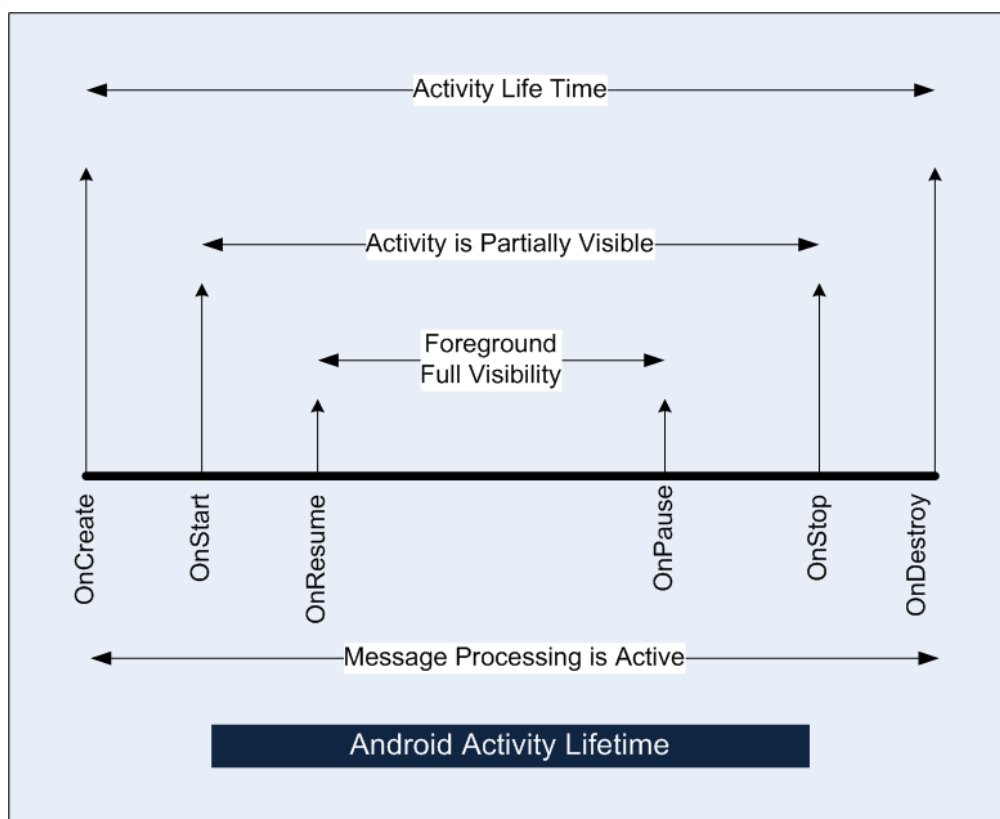 Activity Life Time
Activity is Partially Visible
Foreground
Full Visibility
OnCreate
OnStart
OnResume
OnPause
OnStop
OnDestroy
Message Processing is Active
Android Activity Lifetime